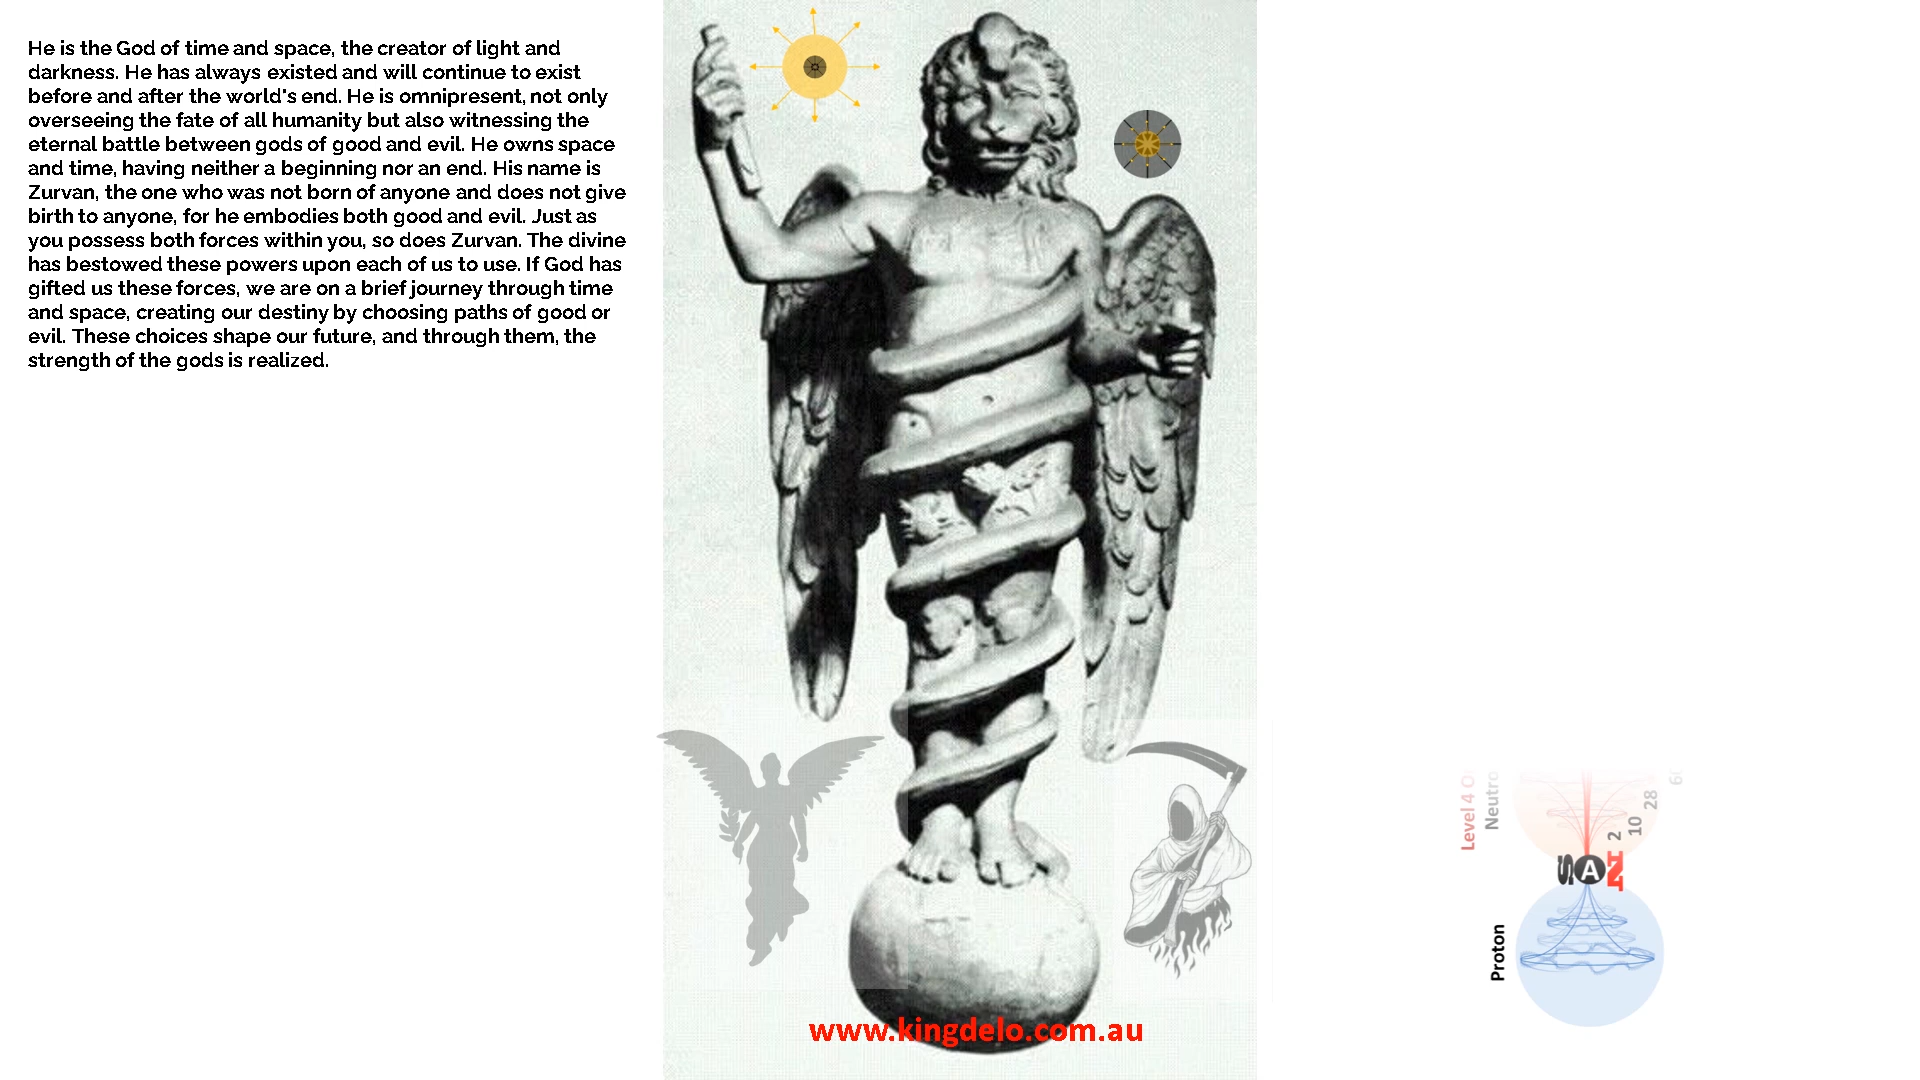 He is the God of time and space, the creator of light and
darkness. He has always existed and will continue to exist
before and after the world's end. He is omnipresent, not only
overseeing the fate of all humanity but also witnessing the
eternal battle between gods of good and evil. He owns space
and time, having neither a beginning nor an end. His name is
Zurvan, the one who was not born of anyone and does not give
birth to anyone, for he embodies both good and evil. Just as
you possess both forces within you, so does Zurvan. The divine
has bestowed these powers upon each of us to use. If God has
gifted us these forces, we are on a brief journey through time
and space, creating our destiny by choosing paths of good or
evil. These choices shape our future, and through them, the
strength of the gods is realized.
www.kingdelo.com.au
Level 4
Neutro
28
10
2
S A N
Proton